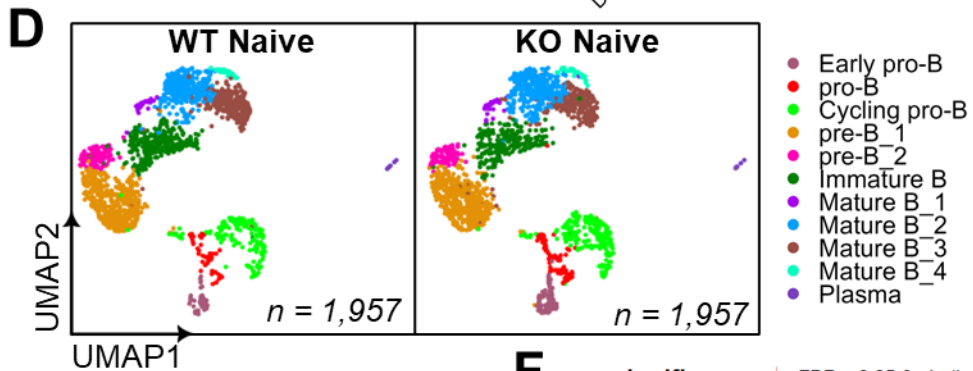 D
WT Naive
KO Naive
Early pro-B
pro-B
Cycling pro-B
pre-B_1
pre-B_2
Immature B
Mature B_1
Mature B_2
Mature B_3
Mature B_4
Plasma
UMAP2
n = 1,957
n = 1,957
UMAP1